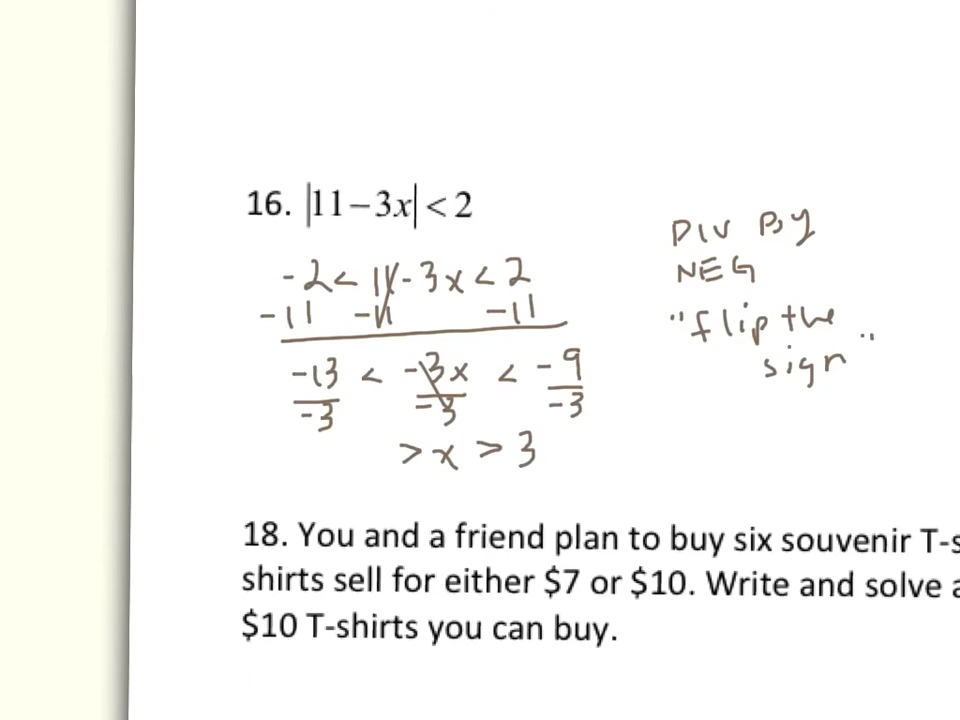 16. |11−3x| < 2
-2 < 11 - 3x < 2
-11 -11 -11
-13 < -3x < -9
-3 -3 -3
> x > 3
DIV BY
NEG
"flip the
sign"
18. You and a friend plan to buy six souvenir T-s
shirts sell for either $7 or $10. Write and solve a
$10 T-shirts you can buy.